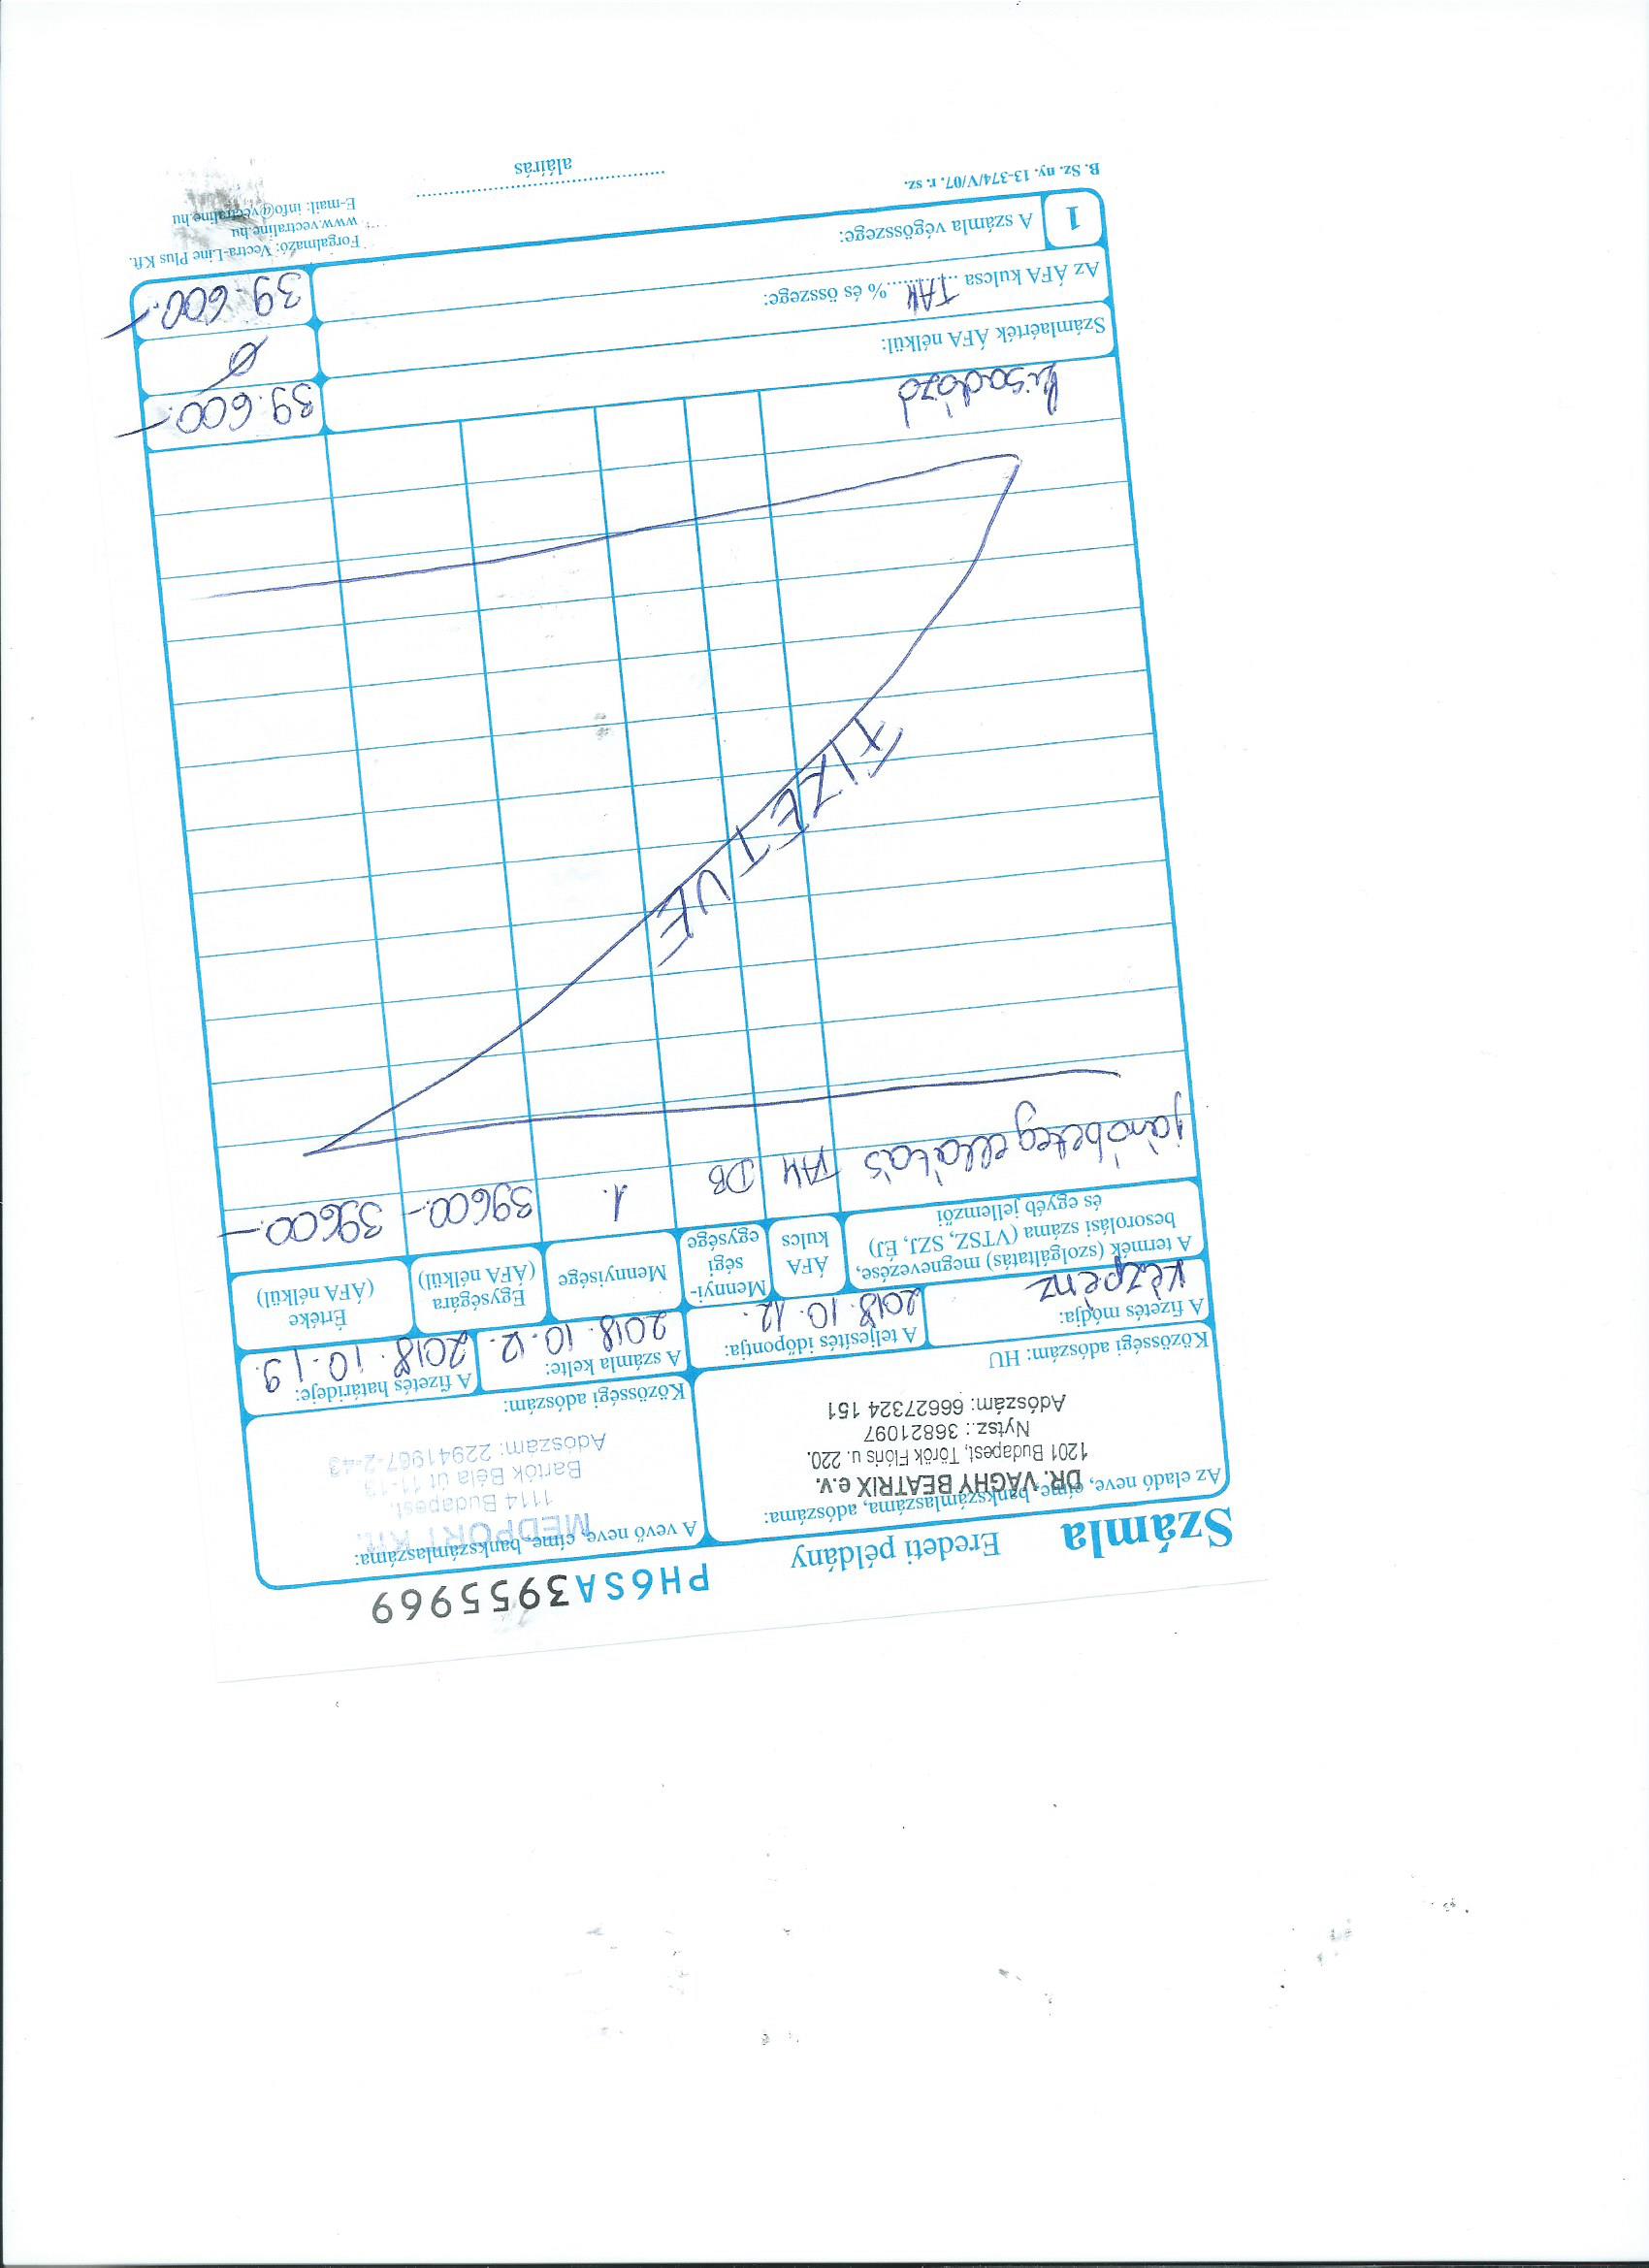 PH6SA3955969
Számla Eredeti példány
Az eladó neve, címe, bankszámlaszáma, adószáma:
DR. VÁGHY BEATRIX e.v.
1201 Budapest, Török Flóris u. 220.
Nytsz.: 36821097
Adószám: 66627324 151
Közösségi adószám: HU
A vevő neve, címe, bankszámlaszáma:
MEDPORT Kft.
1114 Budapest,
Bartók Béla út 11-13
Adószám: 22941967-2-43
Közösségi adószám:
A fizetés módja:
Készpénz
A teljesítés időpontja:
2018. 10. 12.
A számla kelte:
2018. 10. 12.
A fizetés határideje:
2018. 10. 19.
A termék (szolgáltatás) megnevezése,
besorolási száma (VTSZ, SZJ, ÉJ)
és egyéb jellemzői
ÁFA
kulcs
Mennyi-
ségi
egysége
Mennyisége
Egységára
(ÁFA nélkül)
Értéke
(ÁFA nélkül)
járóbeteg ellátás TAM DB 1. 39600.- 39600.-
FIZETVE
kisadózó
Számlaérték ÁFA nélkül: 39.600.-
Az ÁFA kulcsa ..TAM..% és összege: Ø
1 A számla végösszege: 39.600.-
B. Sz. ny. 13-374/V/07. r. sz.
aláírás
Forgalmazó: Vectra-Line Plus Kft.
www.vectraline.hu
E-mail: info@vectraline.hu